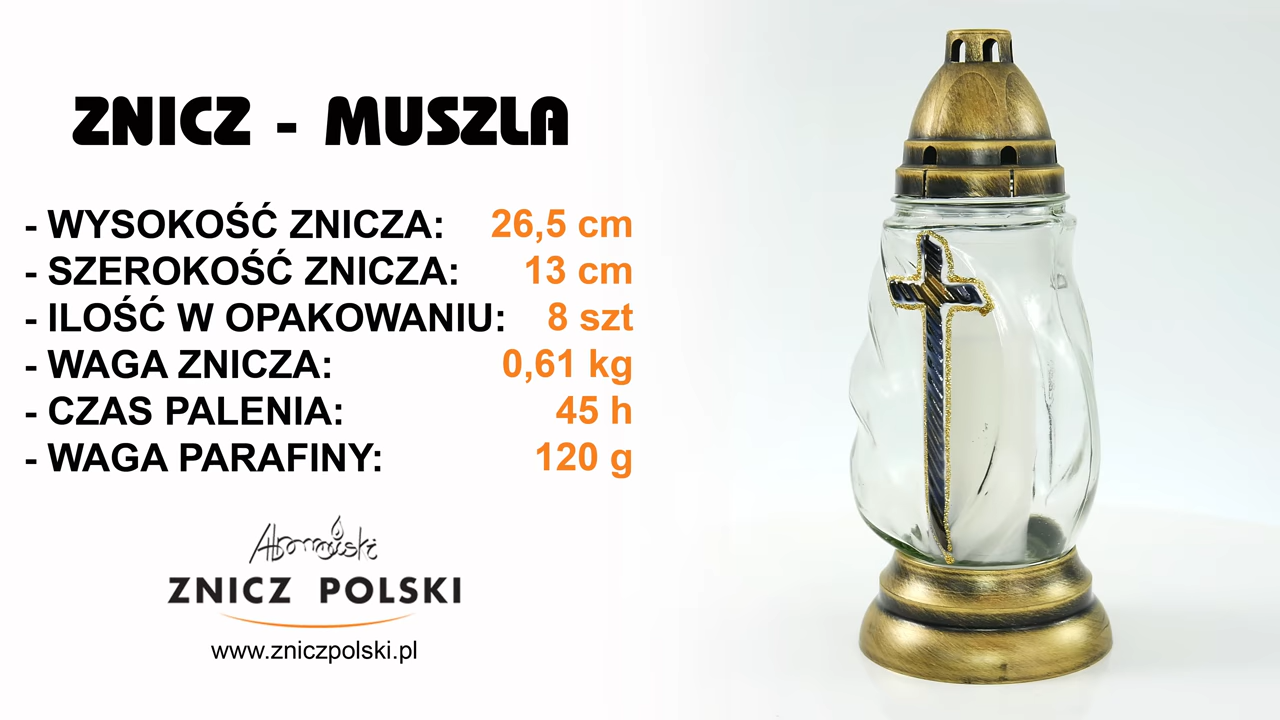 ZNICZ - MUSZLA
- WYSOKOŚĆ ZNICZA: 26,5 cm
- SZEROKOŚĆ ZNICZA: 13 cm
- ILOŚĆ W OPAKOWANIU: 8 szt
- WAGA ZNICZA: 0,61 kg
- CZAS PALENIA: 45 h
- WAGA PARAFINY: 120 g
ZNICZ POLSKI
www.zniczpolski.pl